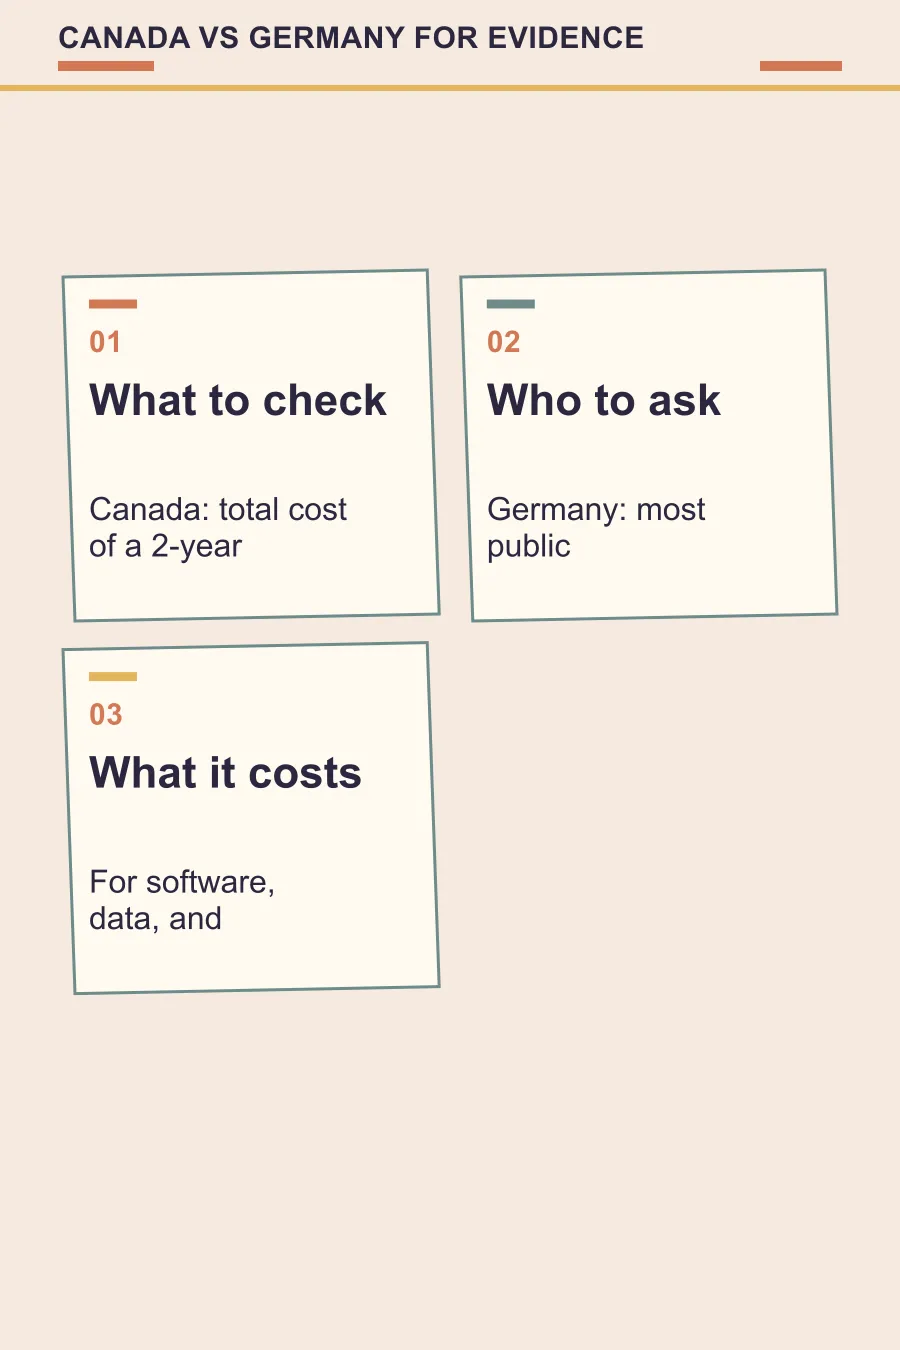 CANADA VS GERMANY FOR EVIDENCE
01
What to check
Canada: total cost
of a 2-year
02
Who to ask
Germany: most
public
03
What it costs
For software,
data, and